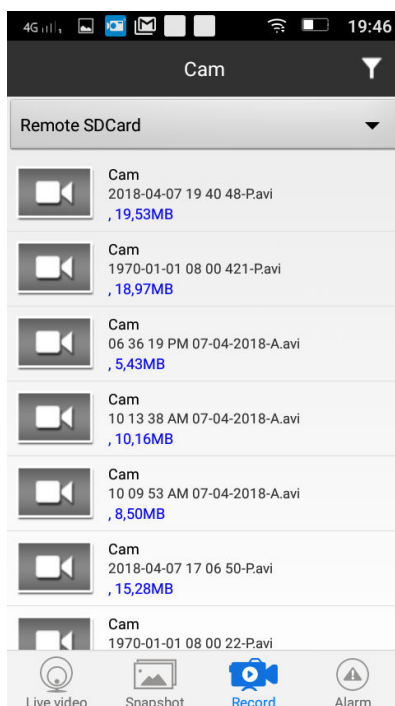 4G
19:46
Cam
Remote SDCard
Cam
2018-04-07 19 40 48-P.avi
, 19,53MB
Cam
1970-01-01 08 00 421-P.avi
, 18,97MB
Cam
06 36 19 PM 07-04-2018-A.avi
, 5,43MB
Cam
10 13 38 AM 07-04-2018-A.avi
, 10,16MB
Cam
10 09 53 AM 07-04-2018-A.avi
, 8,50MB
Cam
2018-04-07 17 06 50-P.avi
, 15,28MB
Cam
1970-01-01 08 00 22-P.avi
Live video Snapshot Record Alarm